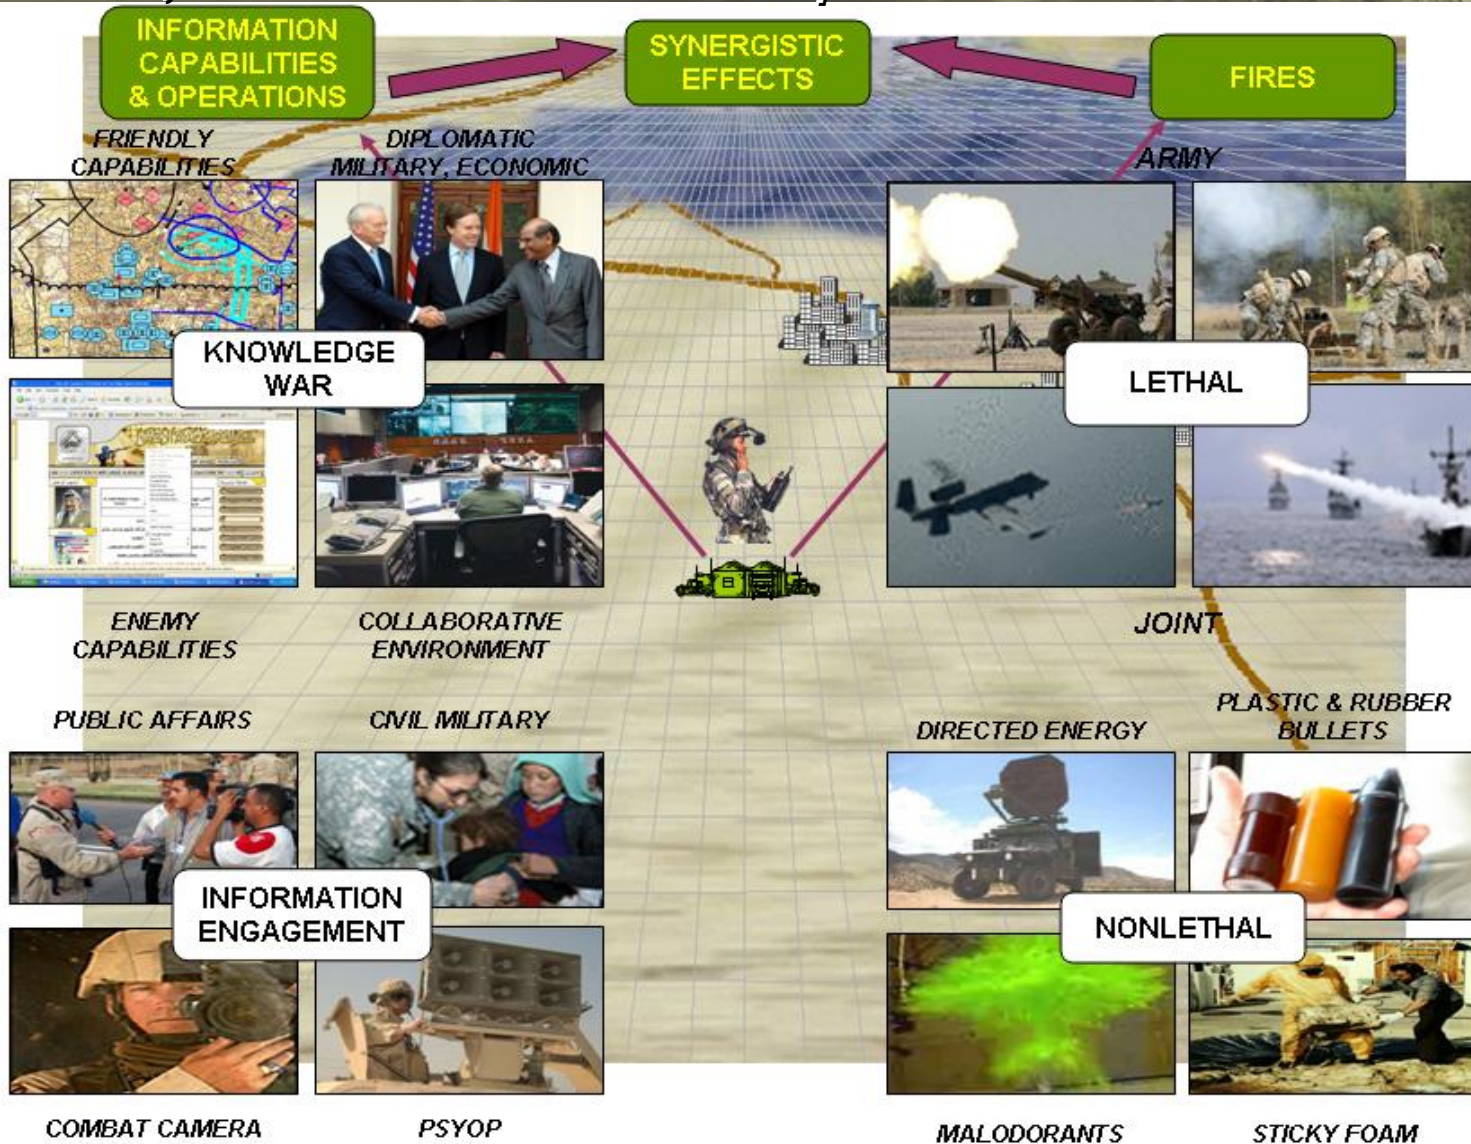 INFORMATION
CAPABILITIES
& OPERATIONS
SYNERGISTIC
EFFECTS
FIRES
FRIENDLY
CAPABILITIES
DIPLOMATIC
MILITARY, ECONOMIC
ARMY
KNOWLEDGE
WAR
LETHAL
ENEMY
CAPABILITIES
COLLABORATIVE
ENVIRONMENT
JOINT
PUBLIC AFFAIRS
CIVIL MILITARY
DIRECTED ENERGY
PLASTIC & RUBBER
BULLETS
INFORMATION
ENGAGEMENT
NONLETHAL
COMBAT CAMERA
PSYOP
MALODORANTS
STICKY FOAM